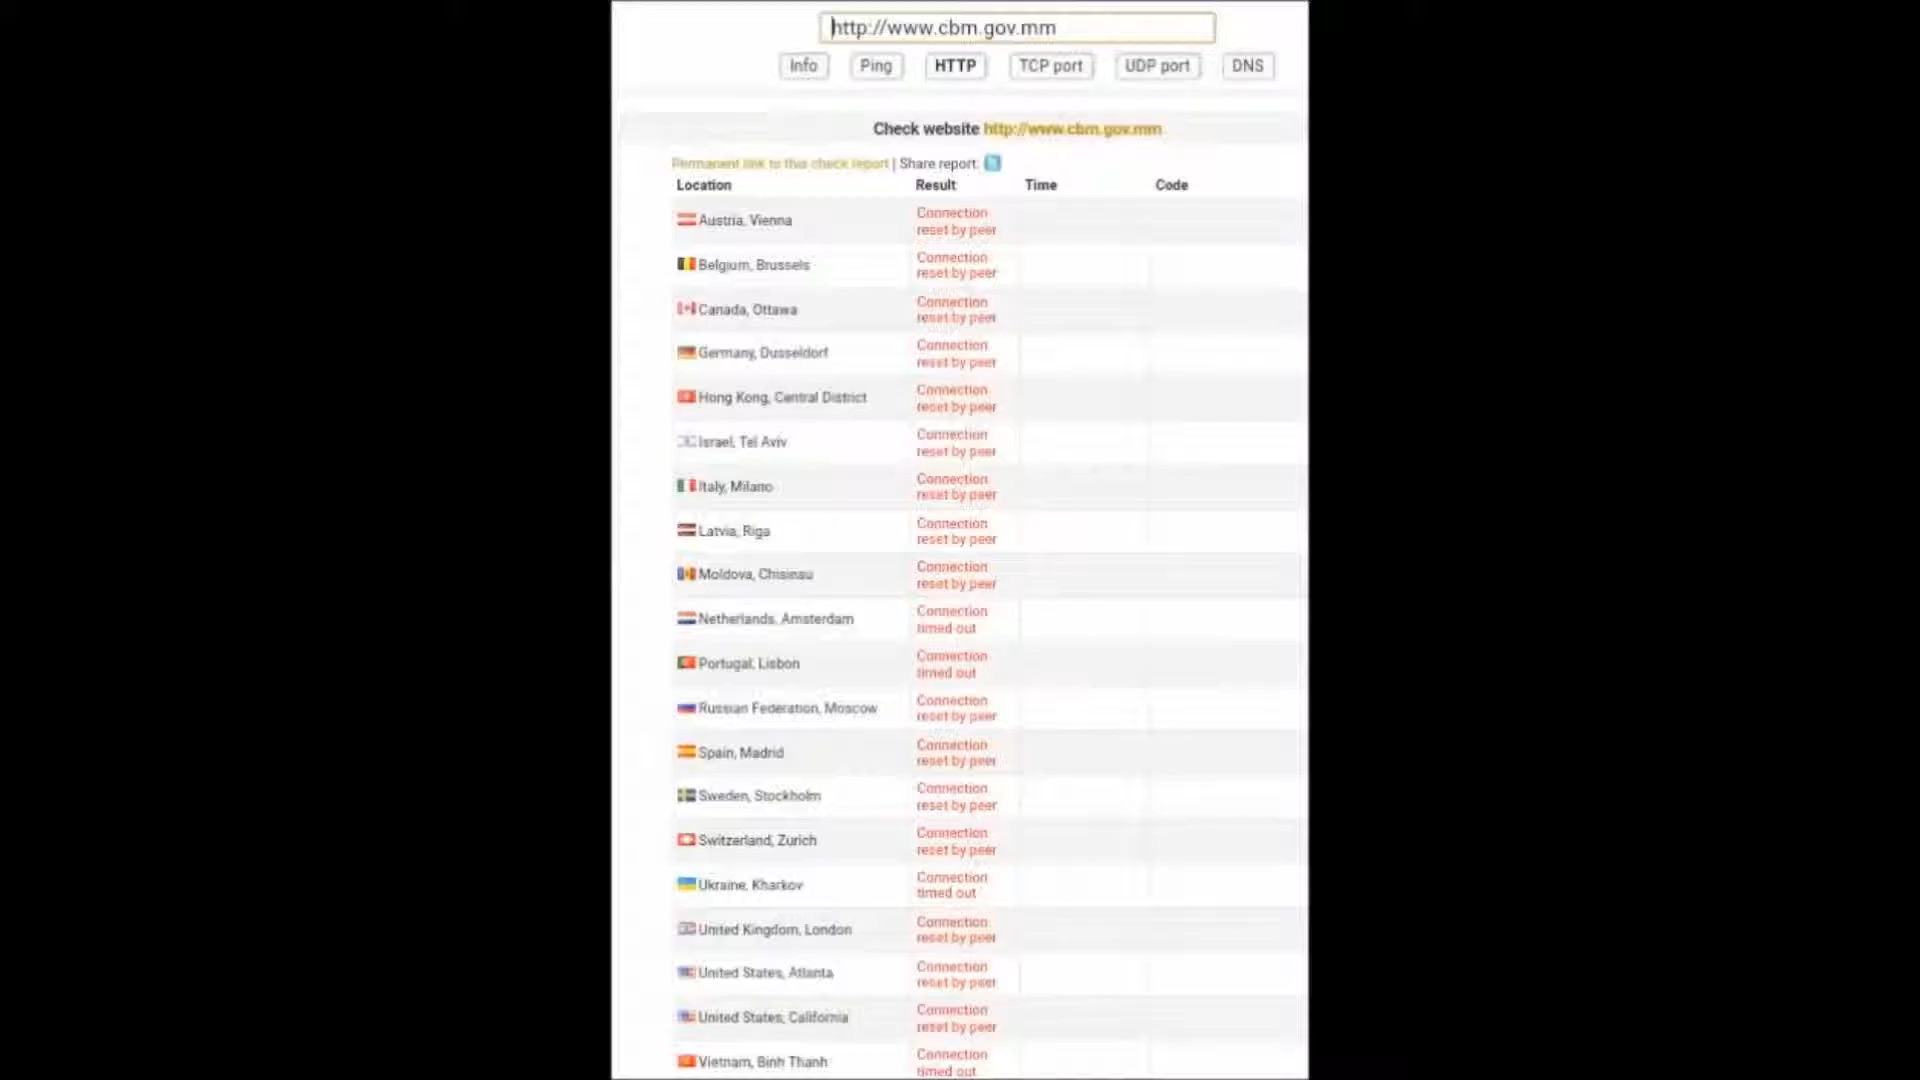 http://www.cbm.gov.mm
Info Ping HTTP TCP port UDP port DNS
Check website http://www.cbm.gov.mm
Permanent link to this check report | Share report:
Location Result Time Code
Austria, Vienna Connection
reset by peer
Belgium, Brussels Connection
reset by peer
Canada, Ottawa Connection
reset by peer
Germany, Dusseldorf Connection
reset by peer
Hong Kong, Central District Connection
reset by peer
Israel, Tel Aviv Connection
reset by peer
Italy, Milano Connection
reset by peer
Latvia, Riga Connection
reset by peer
Moldova, Chisinau Connection
reset by peer
Netherlands, Amsterdam Connection
timed out
Portugal, Lisbon Connection
timed out
Russian Federation, Moscow Connection
reset by peer
Spain, Madrid Connection
reset by peer
Sweden, Stockholm Connection
reset by peer
Switzerland, Zurich Connection
reset by peer
Ukraine, Kharkov Connection
timed out
United Kingdom, London Connection
reset by peer
United States, Atlanta Connection
reset by peer
United States, California Connection
reset by peer
Vietnam, Binh Thanh Connection
timed out